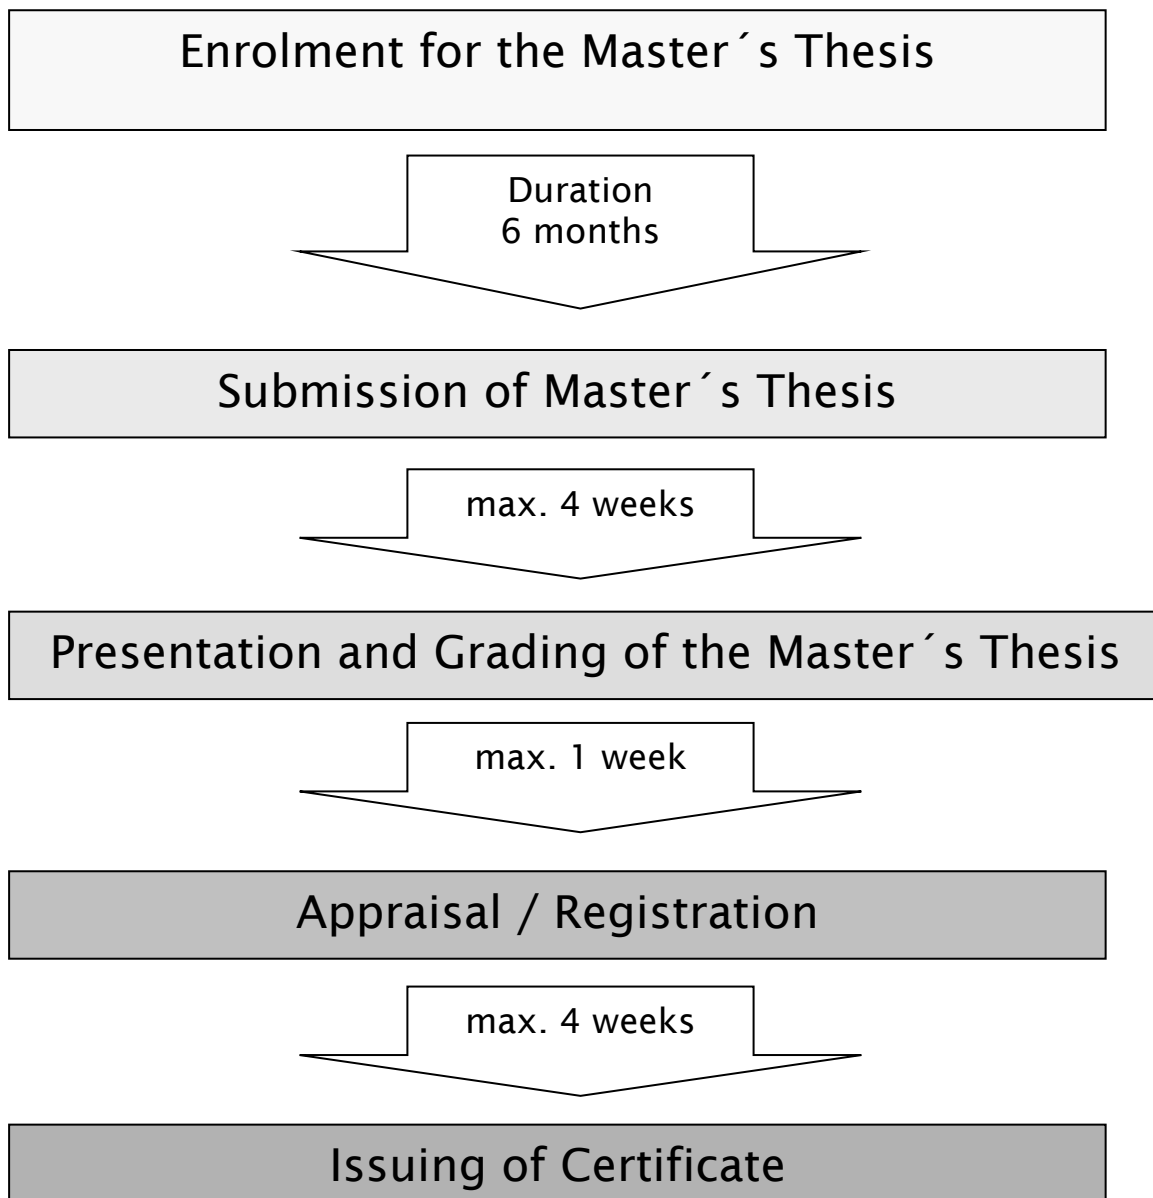 Enrolment for the Master´s Thesis
Duration
6 months
Submission of Master´s Thesis
max. 4 weeks
Presentation and Grading of the Master´s Thesis
max. 1 week
Appraisal / Registration
max. 4 weeks
Issuing of Certificate